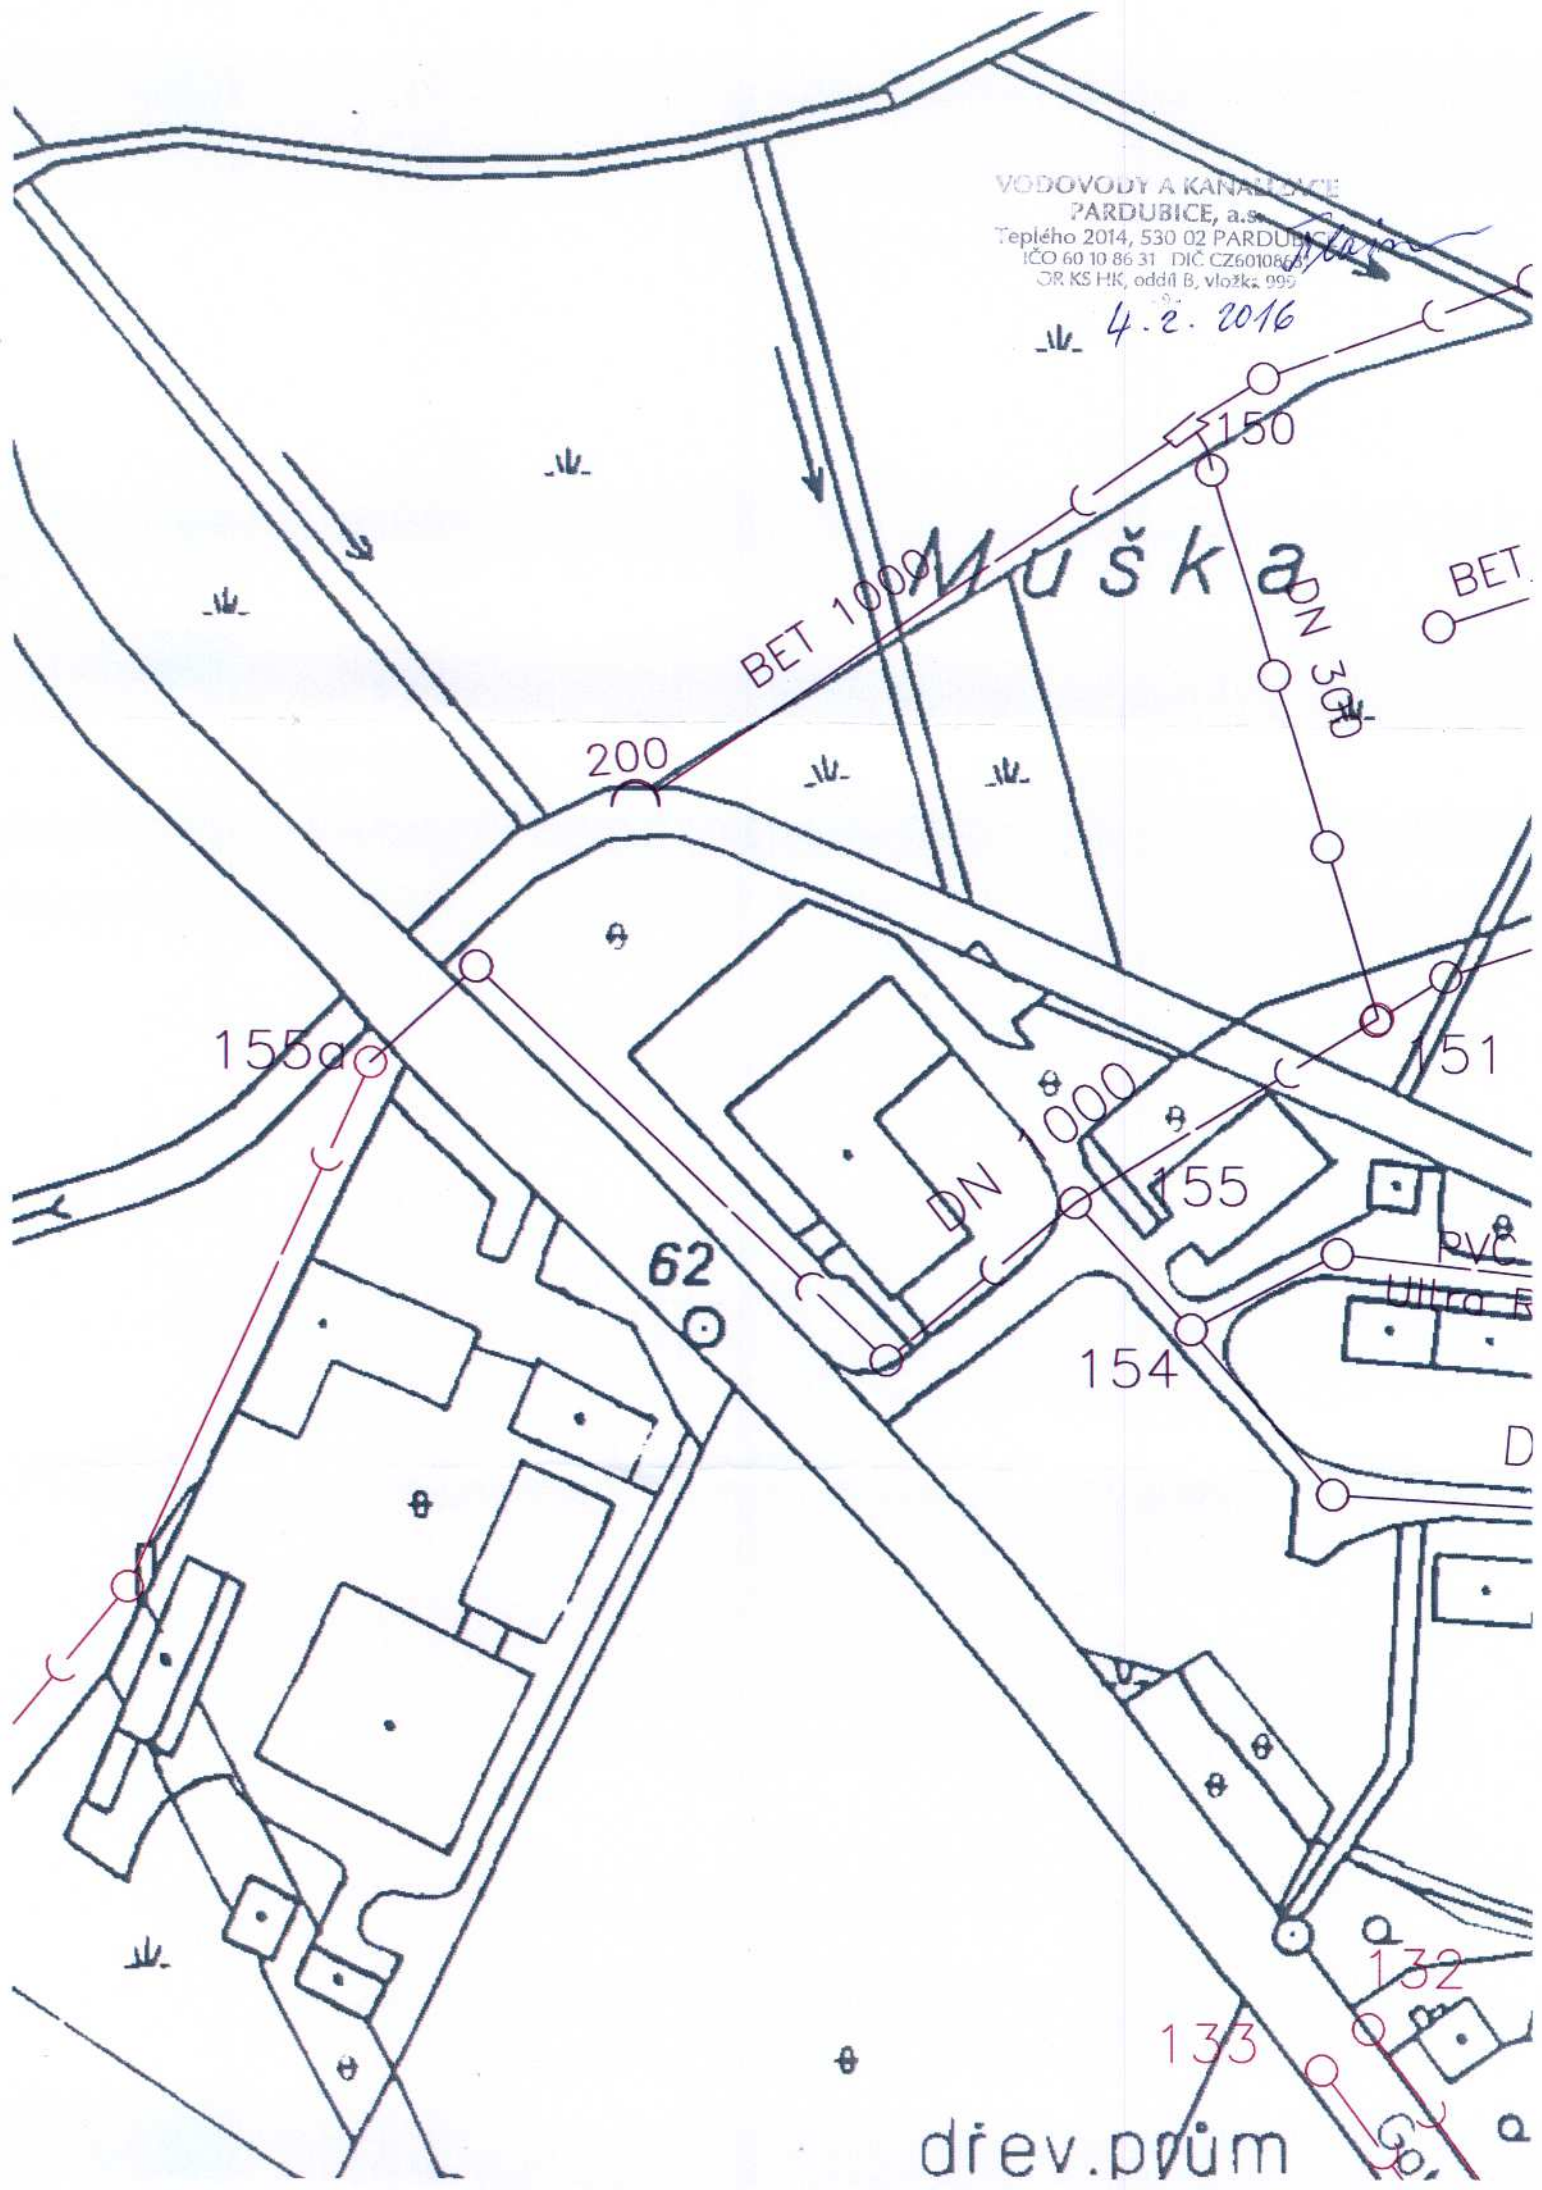 VODOVODY A KANALIZACE
PARDUBICE, a.s.
Teplého 2014, 530 02 PARDUBICE
IČO 60 10 86 31 DIČ CZ60108631
OR KS HK, oddíl B, vložka 999
- 9 -
4. 2. 2016
150
Muška
BET 1000
BET.
DN 300
200
155a
151
DN 1000
155
62
PVC
Ultra R
154
D
132
133
dřev.prům